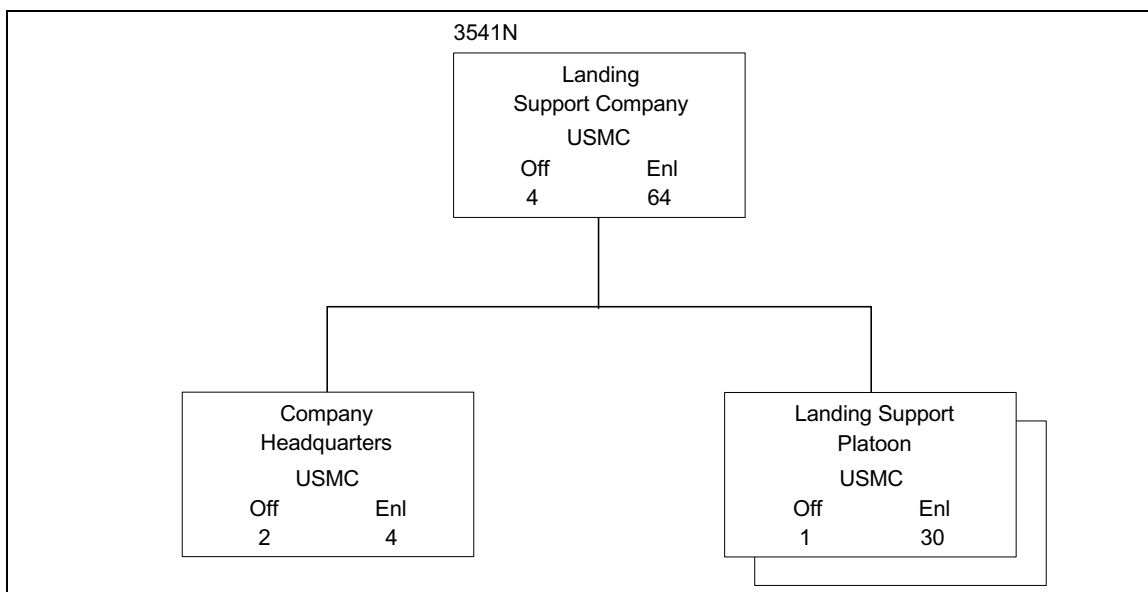 3541N
Landing
Support Company
USMC
Off Enl
4 64
Company
Headquarters
USMC
Off Enl
2 4
Landing Support
Platoon
USMC
Off Enl
1 30